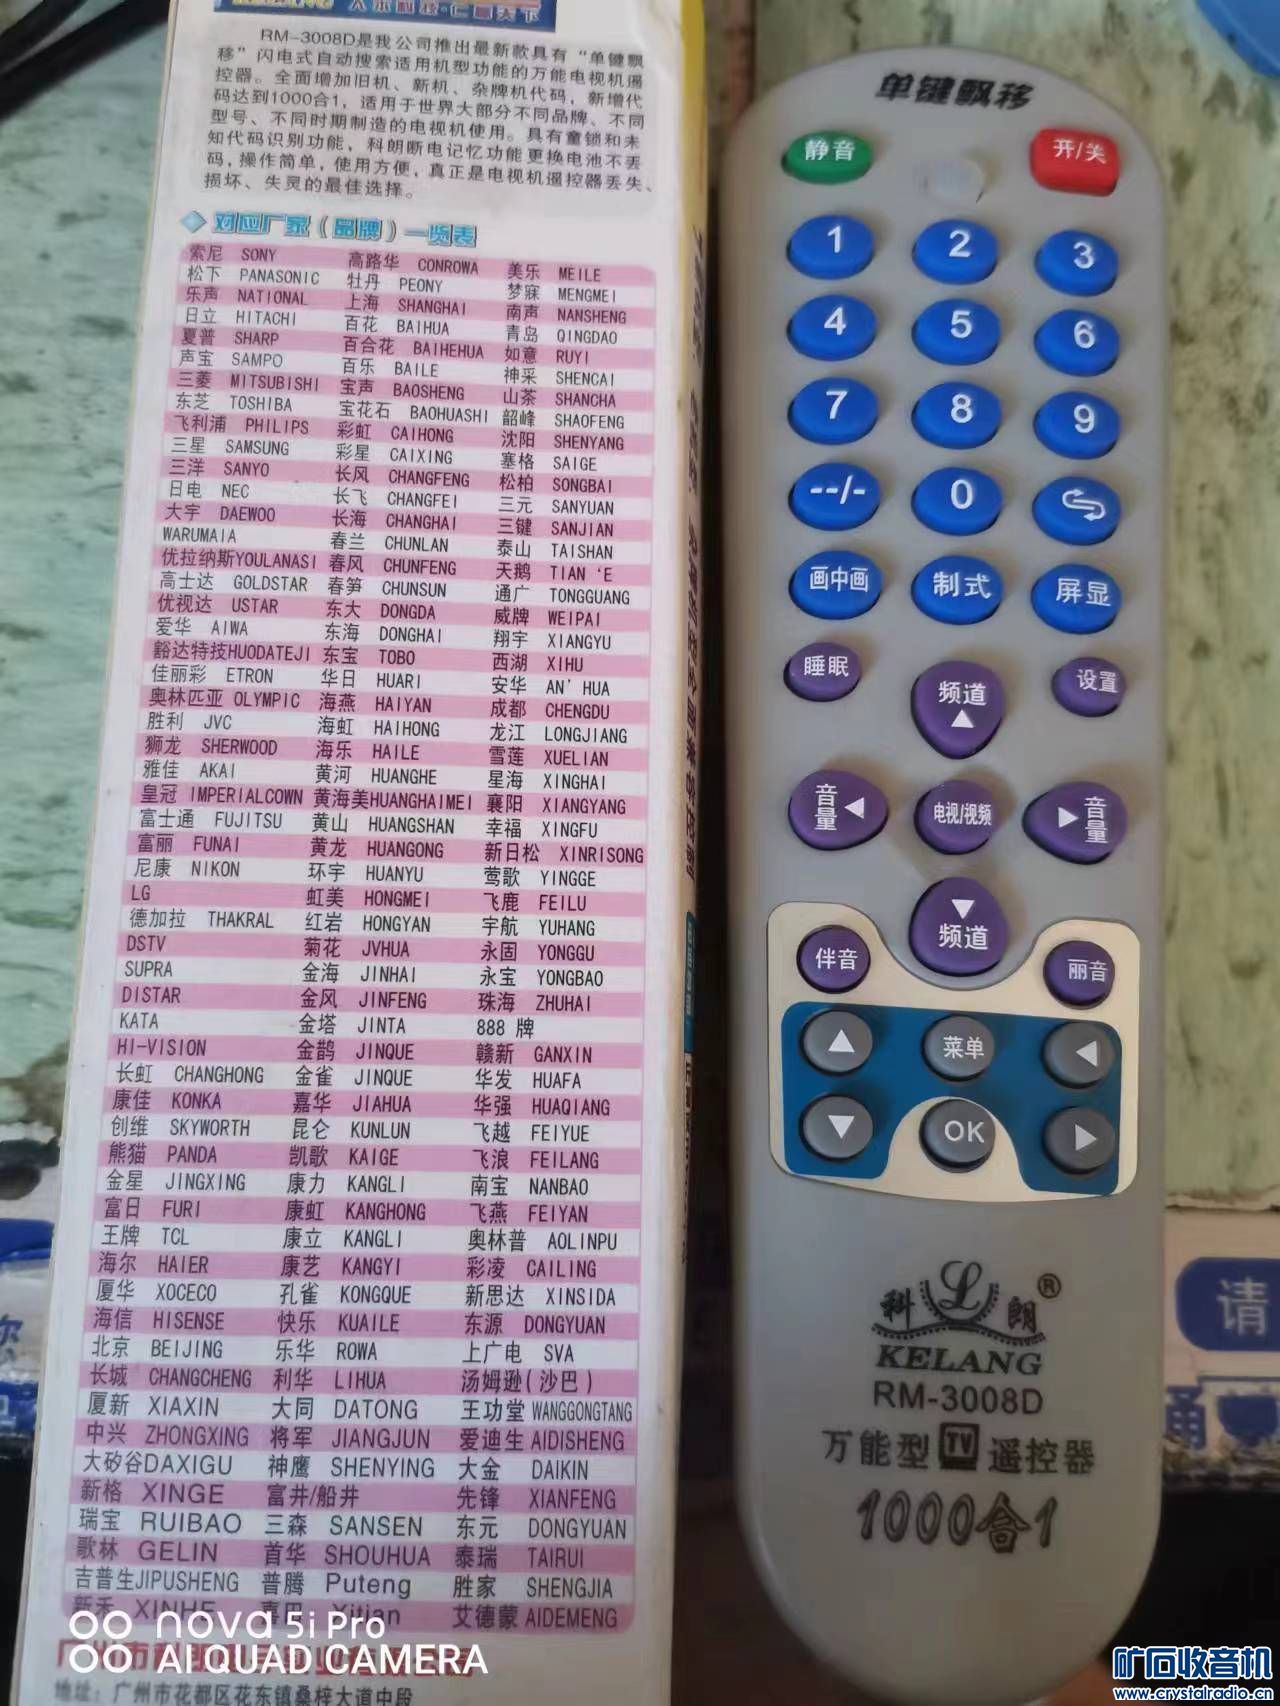 人本科技·仁赢天下
RM-3008D是我公司推出最新款具有“单键飘
移”闪电式自动搜索适用机型功能的万能电视机遥
控器。全面增加旧机、新机、杂牌机代码，新增代
码达到1000合1，适用于世界大部分不同品牌、不同
型号、不同时期制造的电视机使用。具有童锁和未
知代码识别功能，科朗断电记忆功能更换电池不丢
码，操作简单，使用方便，真正是电视机遥控器丢失、
损坏、失灵的最佳选择。
对应厂家（品牌）一览表
索尼 SONY 高路华 CONROWA 美乐 MEILE
松下 PANASONIC 牡丹 PEONY 梦寐 MENGMEI
乐声 NATIONAL 上海 SHANGHAI 南声 NANSHENG
日立 HITACHI 百花 BAIHUA 青岛 QINGDAO
夏普 SHARP 百合花 BAIHEHUA 如意 RUYI
声宝 SAMPO 百乐 BAILE 神采 SHENCAI
三菱 MITSUBISHI 宝声 BAOSHENG 山茶 SHANCHA
东芝 TOSHIBA 宝花石 BAOHUASHI 韶峰 SHAOFENG
飞利浦 PHILIPS 彩虹 CAIHONG 沈阳 SHENYANG
三星 SAMSUNG 彩星 CAIXING 塞格 SAIGE
三洋 SANYO 长风 CHANGFENG 松柏 SONGBAI
日电 NEC 长飞 CHANGFEI 三元 SANYUAN
大宇 DAEWOO 长海 CHANGHAI 三键 SANJIAN
WARUMAIA 春兰 CHUNLAN 泰山 TAISHAN
优拉纳斯YOULANASI 春风 CHUNFENG 天鹅 TIAN‘E
高士达 GOLDSTAR 春笋 CHUNSUN 通广 TONGGUANG
优视达 USTAR 东大 DONGDA 威牌 WEIPAI
爱华 AIWA 东海 DONGHAI 翔宇 XIANGYU
豁达特技HUODATEJI 东宝 TOBO 西湖 XIHU
佳丽彩 ETRON 华日 HUARI 安华 AN’HUA
奥林匹亚 OLYMPIC 海燕 HAIYAN 成都 CHENGDU
胜利 JVC 海虹 HAIHONG 龙江 LONGJIANG
狮龙 SHERWOOD 海乐 HAILE 雪莲 XUELIAN
雅佳 AKAI 黄河 HUANGHE 星海 XINGHAI
皇冠 IMPERIALCOWN 黄海美HUANGHAIMEI 襄阳 XIANGYANG
富士通 FUJITSU 黄山 HUANGSHAN 幸福 XINGFU
富丽 FUNAI 黄龙 HUANGONG 新日松 XINRISONG
尼康 NIKON 环宇 HUANYU 莺歌 YINGGE
LG 虹美 HONGMEI 飞鹿 FEILU
德加拉 THAKRAL 红岩 HONGYAN 宇航 YUHANG
DSTV 菊花 JVHUA 永固 YONGGU
SUPRA 金海 JINHAI 永宝 YONGBAO
DISTAR 金风 JINFENG 珠海 ZHUHAI
KATA 金塔 JINTA 888 牌
HI-VISION 金鹊 JINQUE 赣新 GANXIN
长虹 CHANGHONG 金雀 JINQUE 华发 HUAFA
康佳 KONKA 嘉华 JIAHUA 华强 HUAQIANG
创维 SKYWORTH 昆仑 KUNLUN 飞越 FEIYUE
熊猫 PANDA 凯歌 KAIGE 飞浪 FEILANG
金星 JINGXING 康力 KANGLI 南宝 NANBAO
富日 FURI 康虹 KANGHONG 飞燕 FEIYAN
王牌 TCL 康立 KANGLI 奥林普 AOLINPU
海尔 HAIER 康艺 KANGYI 彩凌 CAILING
厦华 XOCECO 孔雀 KONGQUE 新思达 XINSIDA
海信 HISENSE 快乐 KUAILE 东源 DONGYUAN
北京 BEIJING 乐华 ROWA 上广电 SVA
长城 CHANGCHENG 利华 LIHUA 汤姆逊(沙巴)
厦新 XIAXIN 大同 DATONG 王功堂 WANGGONGTANG
中兴 ZHONGXING 将军 JIANGJUN 爱迪生 AIDISHENG
大矽谷DAXIGU 神鹰 SHENYING 大金 DAIKIN
新格 XINGE 富井/船井 先锋 XIANFENG
瑞宝 RUIBAO 三森 SANSEN 东元 DONGYUAN
歌林 GELIN 首华 SHOUHUA 泰瑞 TAIRUI
吉普生JIPUSHENG 普腾 Puteng 胜家 SHENGJIA
新禾 XINHE Yitian 艾德蒙 AIDEMENG
地址：广州市花都区花东镇桑梓大道中段
nova 5i Pro
AI QUAD CAMERA
单键飘移
静音 开/关
1 2 3
4 5 6
7 8 9
--/- 0
画中画 制式 屏显
睡眠 频道 设置
音量 电视/视频 音量
频道
伴音 丽音
菜单
OK
科 L 朗 ®
KELANG
RM-3008D
万能型 TV 遥控器
1000合1
请
矿石收音机
www.crystalradio.cn